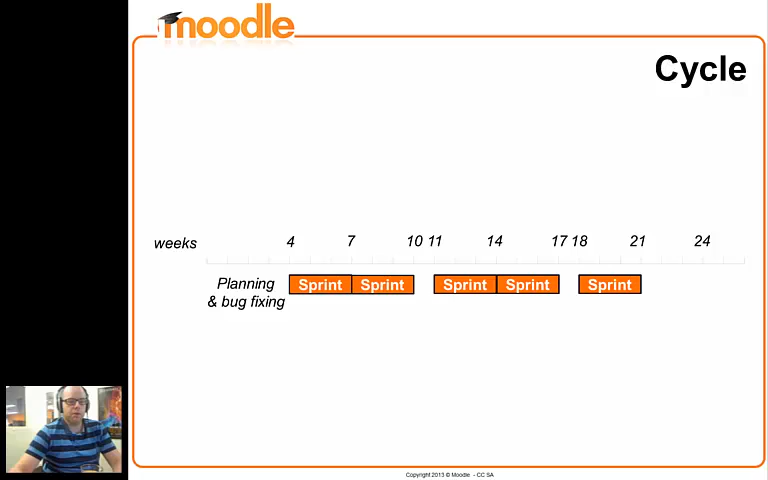 moodle
Cycle
weeks 4 7 10 11 14 17 18 21 24
Planning
& bug fixing
Sprint Sprint Sprint Sprint Sprint
Copyright 2013 © Moodle - CC SA